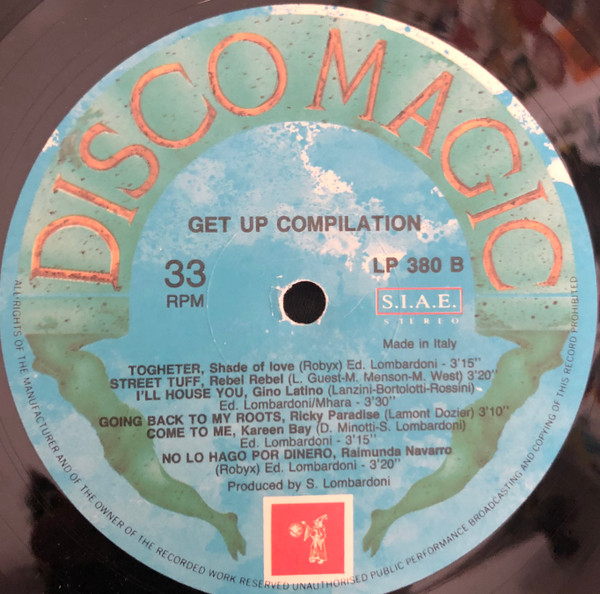 DISCO MAGIC
GET UP COMPILATION
33
RPM
LP 380 B
S.I.A.E.
STEREO
Made in Italy
TOGHETER, Shade of love (Robyx) Ed. Lombardoni - 3'15"
STREET TUFF, Rebel Rebel (L. Guest-M. Menson-M. West) 3'20"
I'LL HOUSE YOU, Gino Latino (Lanzini-Bortolotti-Rossini)
Ed. Lombardoni/Mhara - 3'30"
GOING BACK TO MY ROOTS, Ricky Paradise (Lamont Dozier) 3'10"
COME TO ME, Kareen Bay (D. Minotti-S. Lombardoni)
Ed. Lombardoni - 3'15"
NO LO HAGO POR DINERO, Raimunda Navarro
(Robyx) Ed. Lombardoni - 3'20"
Produced by S. Lombardoni
ALL RIGHTS OF THE MANUFACTURER AND OF THE OWNER OF THE RECORDED WORK RESERVED UNAUTHORISED PUBLIC PERFORMANCE BROADCASTING AND COPYING OF THIS RECORD PROHIBITED